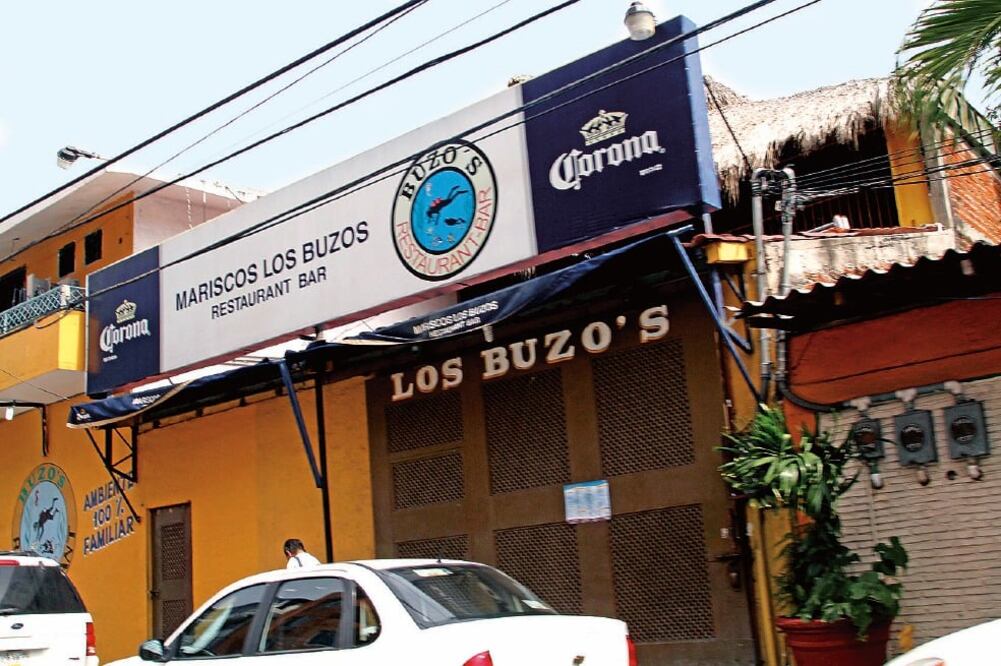 BUZO´S
RESTAURANT-BAR
Corona
MARISCOS LOS BUZOS
RESTAURANT BAR
Corona
MARISCOS LOS BUZOS
RESTAURANT BAR
LOS BUZO´S
BUZO´S
AMBIENTE
100 %
FAMILIAR